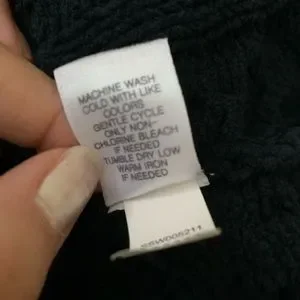 MACHINE WASH
COLD WITH LIKE
COLORS
GENTLE CYCLE
ONLY NON-
CHLORINE BLEACH
IF NEEDED
TUMBLE DRY LOW
WARM IRON
IF NEEDED
SSW005211